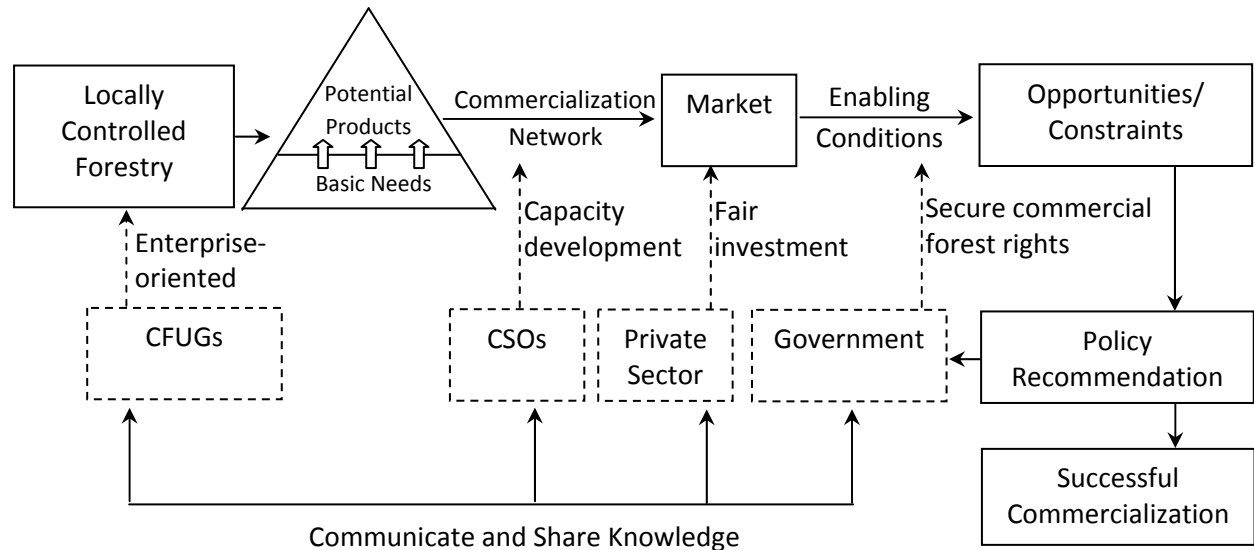 Locally
Controlled
Forestry
Potential
Products
Basic Needs
Commercialization
Network
Market
Enabling
Conditions
Opportunities/
Constraints
Enterprise-
oriented
Capacity
development
Fair
investment
Secure commercial
forest rights
CFUGs
CSOs
Private
Sector
Government
Policy
Recommendation
Successful
Commercialization
Communicate and Share Knowledge